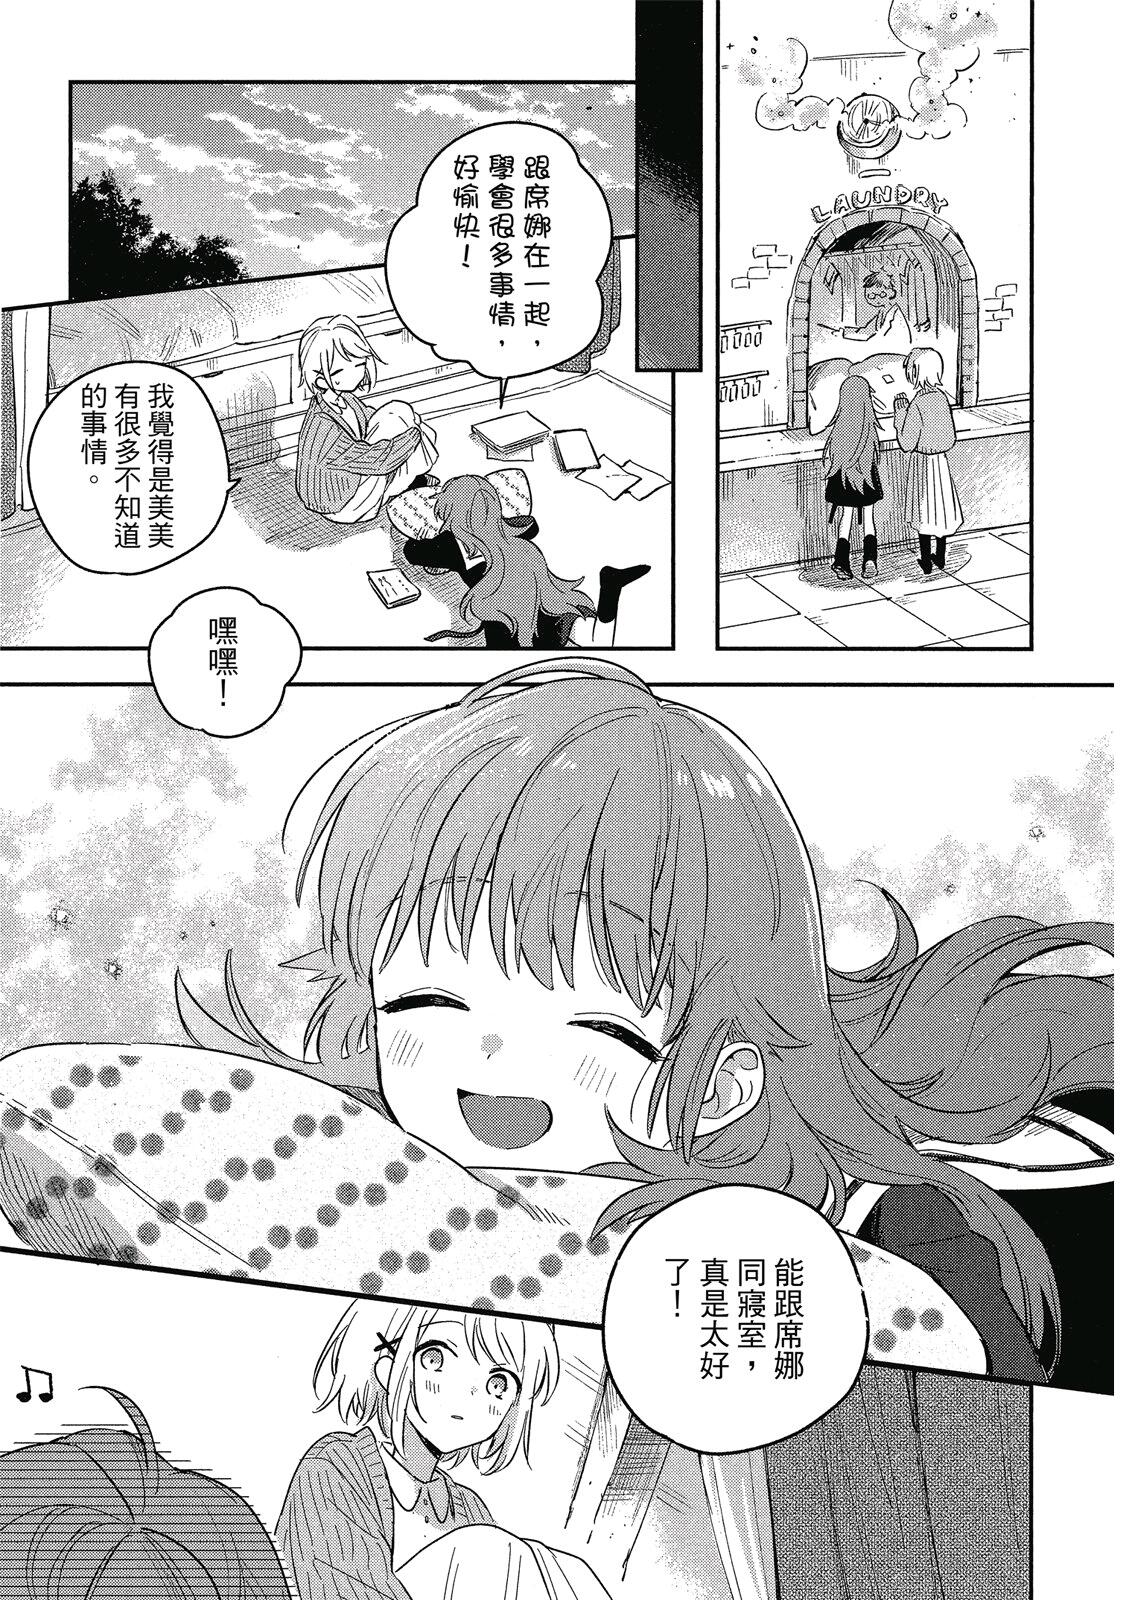 LAUNDRY
跟席娜在一起，
學會很多事情，
好愉快！
我覺得是美美
有很多不知道
的事情。
嘿嘿！
能跟席娜
同寢室，
真是太好
了！